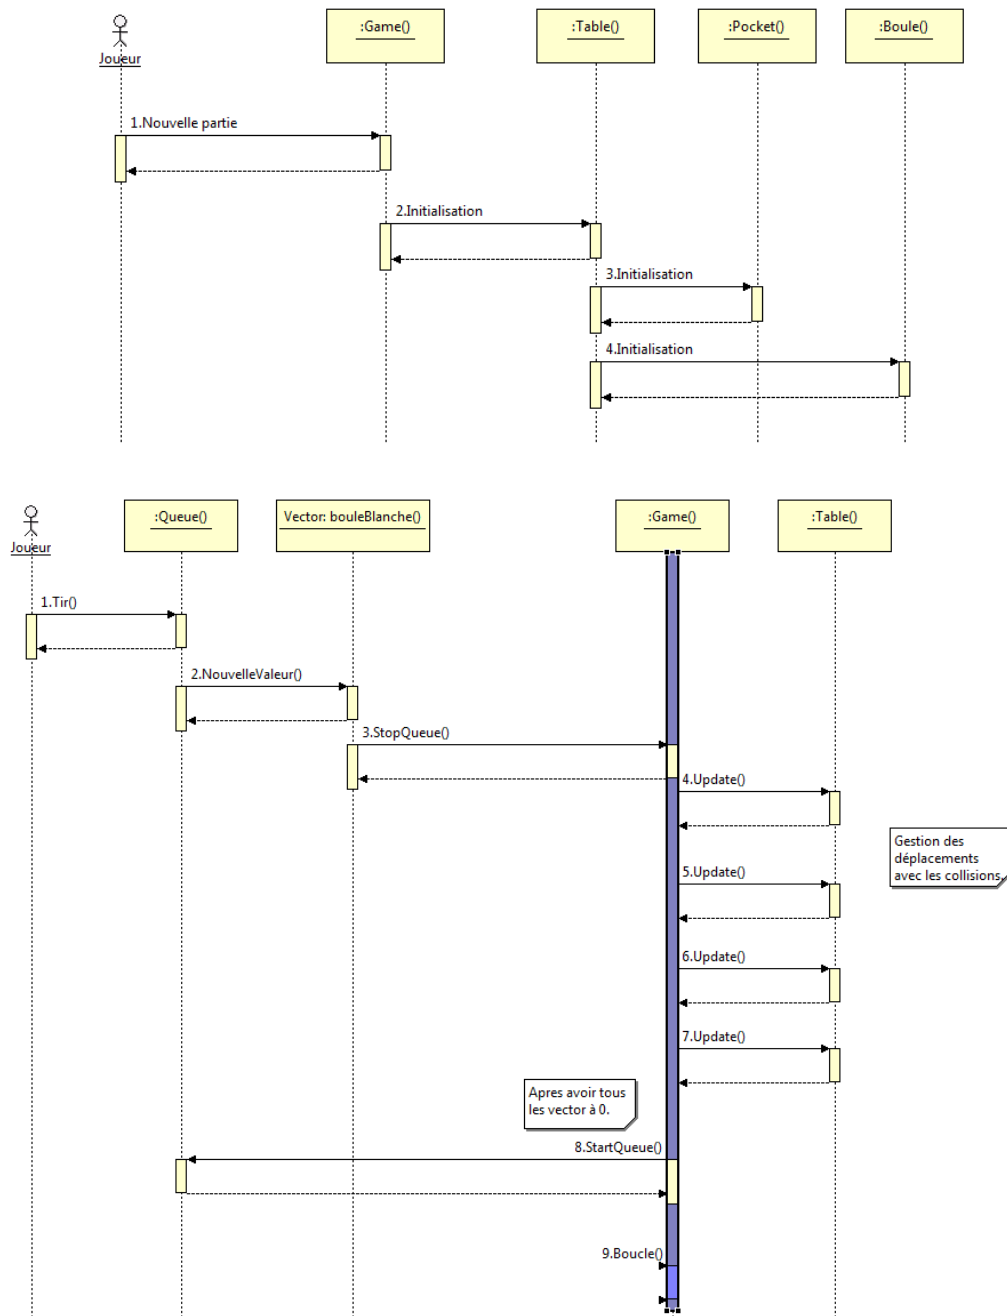 :Game()
:Table()
:Pocket()
:Boule()
Joueur
1.Nouvelle partie
2.Initialisation
3.Initialisation
4.Initialisation
:Queue()
Vector: bouleBlanche()
:Game()
:Table()
Joueur
1.Tir()
2.NouvelleValeur()
3.StopQueue()
4.Update()
Gestion des
déplacements
avec les collisions.
5.Update()
6.Update()
7.Update()
Apres avoir tous
les vector à 0.
8.StartQueue()
9.Boucle()